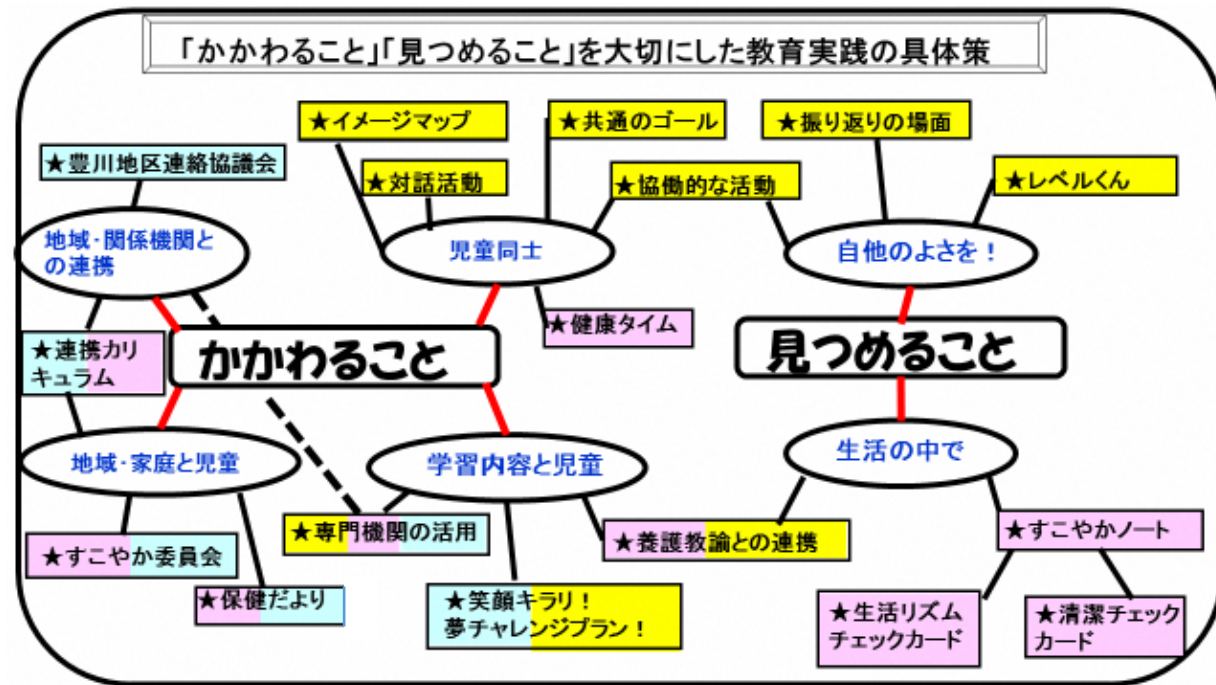 「かかわること」「見つめること」を大切にした教育実践の具体策
★イメージマップ
★共通のゴール
★振り返りの場面
★豊川地区連絡協議会
★対話活動
★協働的な活動
★レベルくん
地域・関係機関と
の連携
児童同士
自他のよさを！
★健康タイム
★連携カリ
キュラム
かかわること
見つめること
地域・家庭と児童
学習内容と児童
生活の中で
★専門機関の活用
★養護教諭との連携
★すこやかノート
★すこやか委員会
★保健だより
★笑顔キラリ！
夢チャレンジプラン！
★生活リズム
チェックカード
★清潔チェック
カード